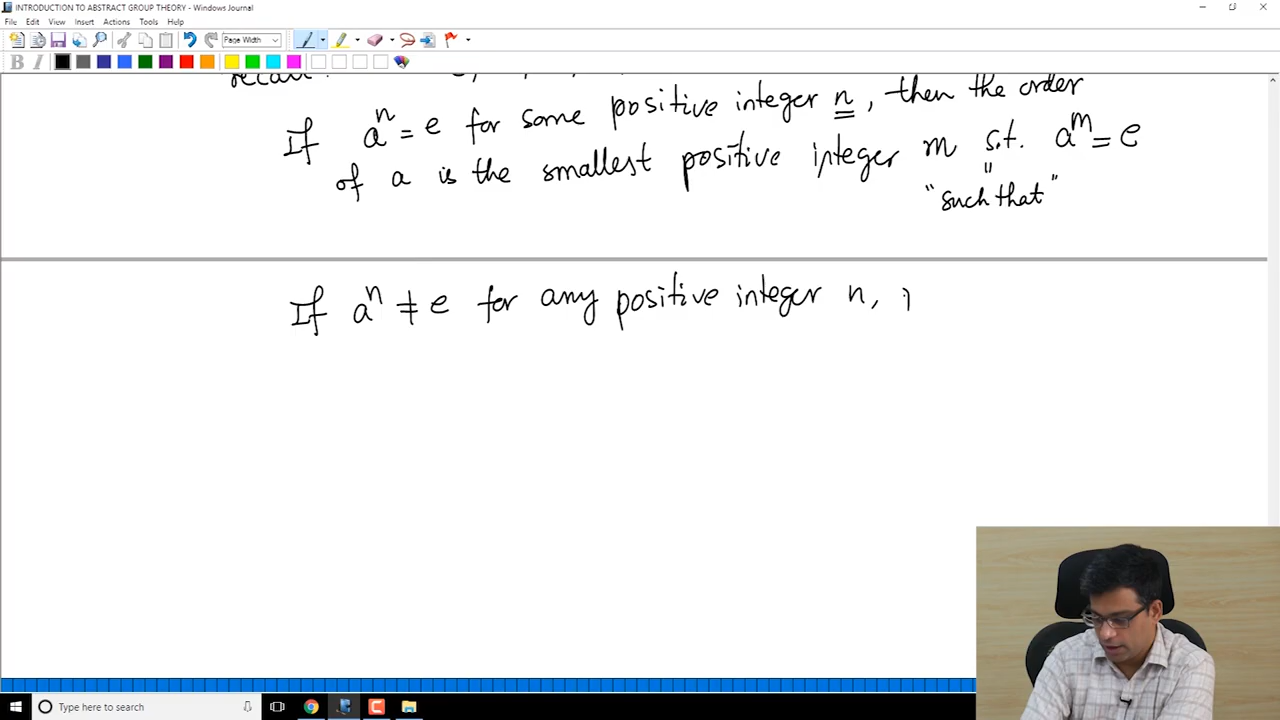 INTRODUCTION TO ABSTRACT GROUP THEORY - Windows Journal
File Edit View Insert Actions Tools Help
Page Width
B I
recall:
If a^n = e for some positive integer n, then the order
of a is the smallest positive integer m s.t. a^m = e
"such that"
If a^n ≠ e for any positive integer n,
Type here to search